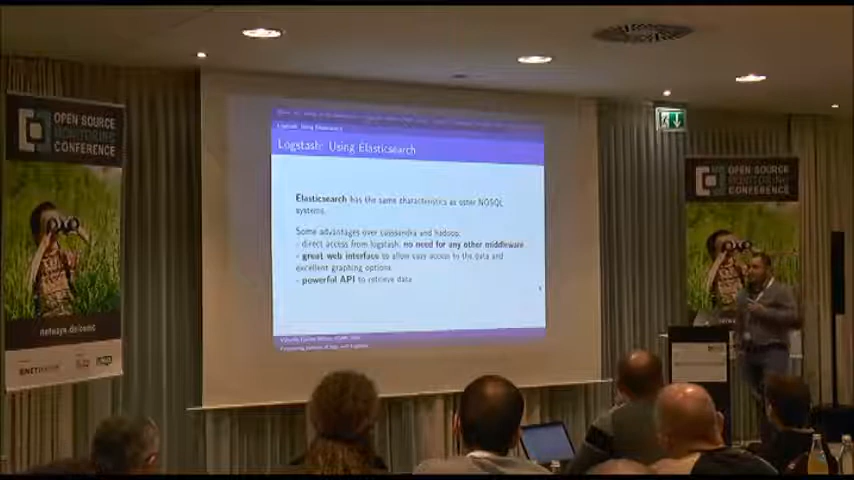 OPEN SOURCE
MONITORING
CONFERENCE
Logstash: Using Elasticsearch
Elasticsearch has the same characteristics as oster NOSQL
systems.
Some advantages over casssandra and hadoop:
- direct access from logstash, no need for any other middleware
- great web interface to allow easy access to the data and
excellent graphing options.
- powerful API to retrieve data
OPEN SOURCE
MONITORING
CONFERENCE
netways.de/osmc